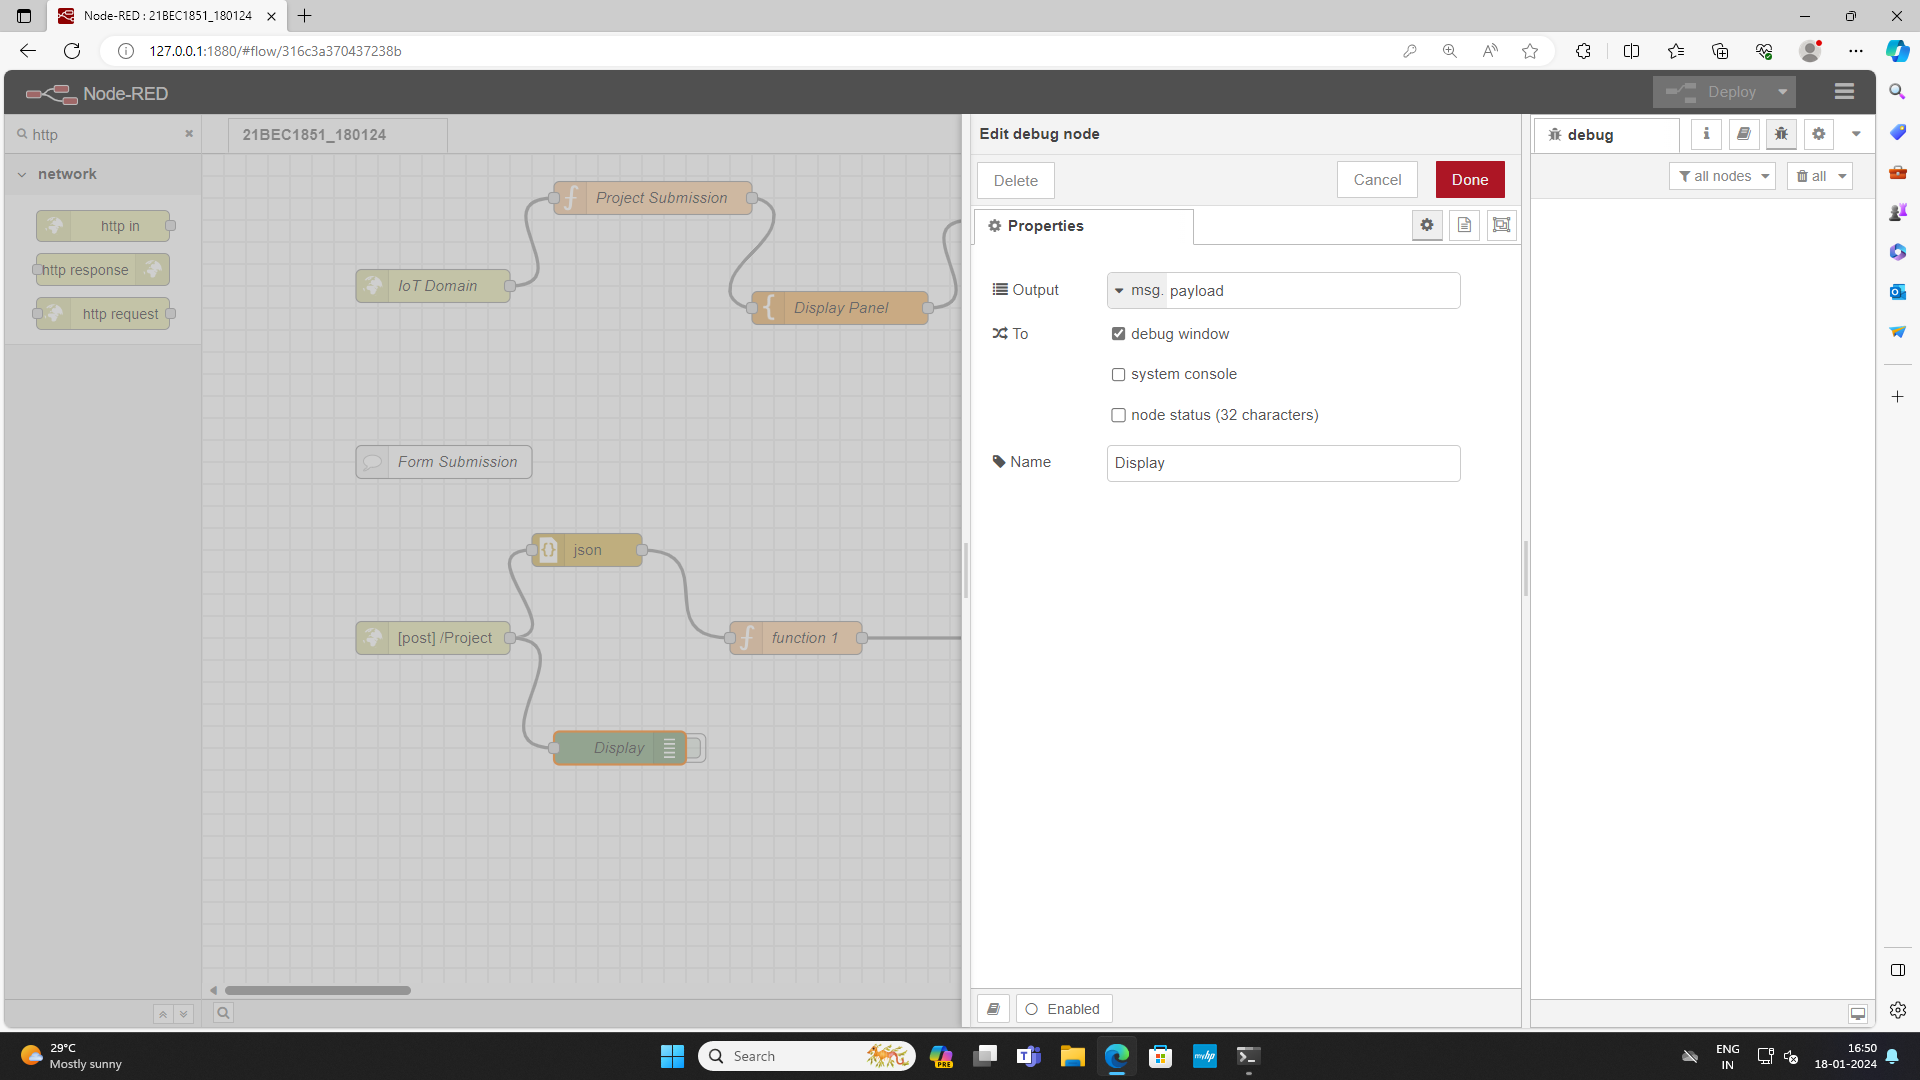 Node-RED : 21BEC1851_180124
127.0.0.1:1880/#flow/316c3a370437238b
Node-RED
Deploy
http
21BEC1851_180124
network
http in
http response
http request
Project Submission
IoT Domain
Display Panel
Form Submission
json
[post] /Project
function 1
Display
Edit debug node
Delete
Cancel
Done
Properties
Output
msg. payload
To
debug window
system console
node status (32 characters)
Name
Display
Enabled
debug
all nodes
all
29°C
Mostly sunny
Search
PRE
myhp
ENG
IN
16:50
18-01-2024